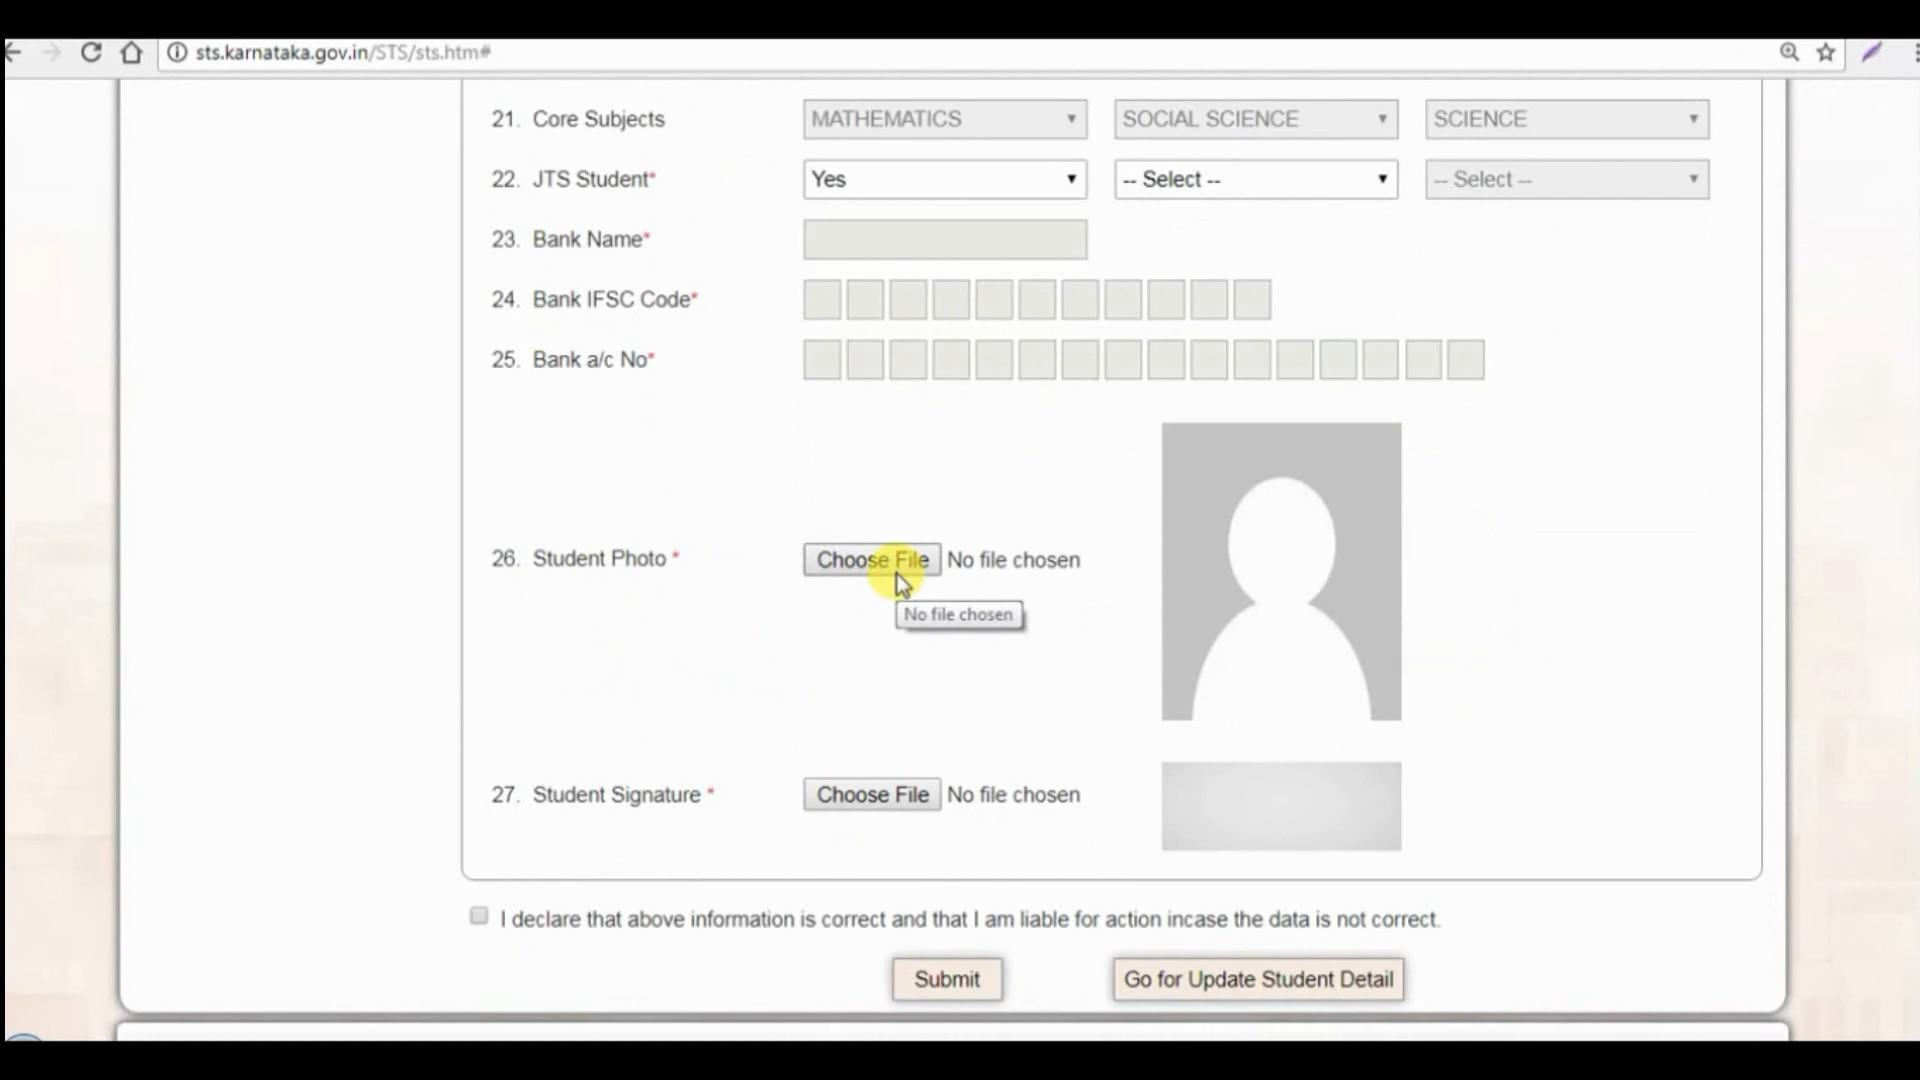 sts.karnataka.gov.in/STS/sts.htm#
21. Core Subjects MATHEMATICS SOCIAL SCIENCE SCIENCE
22. JTS Student* Yes -- Select -- -- Select --
23. Bank Name*
24. Bank IFSC Code*
25. Bank a/c No*
26. Student Photo * Choose File No file chosen
No file chosen
27. Student Signature * Choose File No file chosen
I declare that above information is correct and that I am liable for action incase the data is not correct.
Submit Go for Update Student Detail